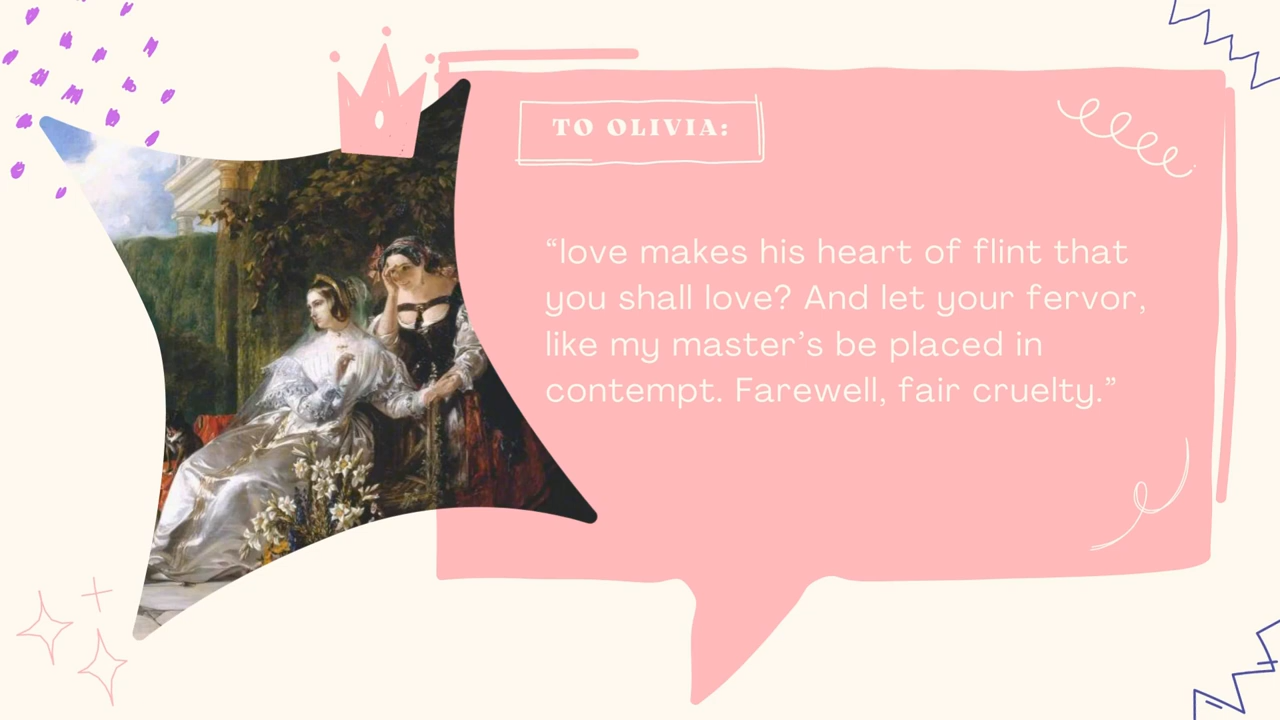 TO OLIVIA:
“love makes his heart of flint that
you shall love? And let your fervor,
like my master’s be placed in
contempt. Farewell, fair cruelty.”